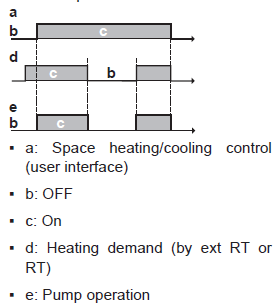 a
b
c
d
c
b
e
b
c
▪ a: Space heating/cooling control
(user interface)
▪ b: OFF
▪ c: On
▪ d: Heating demand (by ext RT or
RT)
▪ e: Pump operation